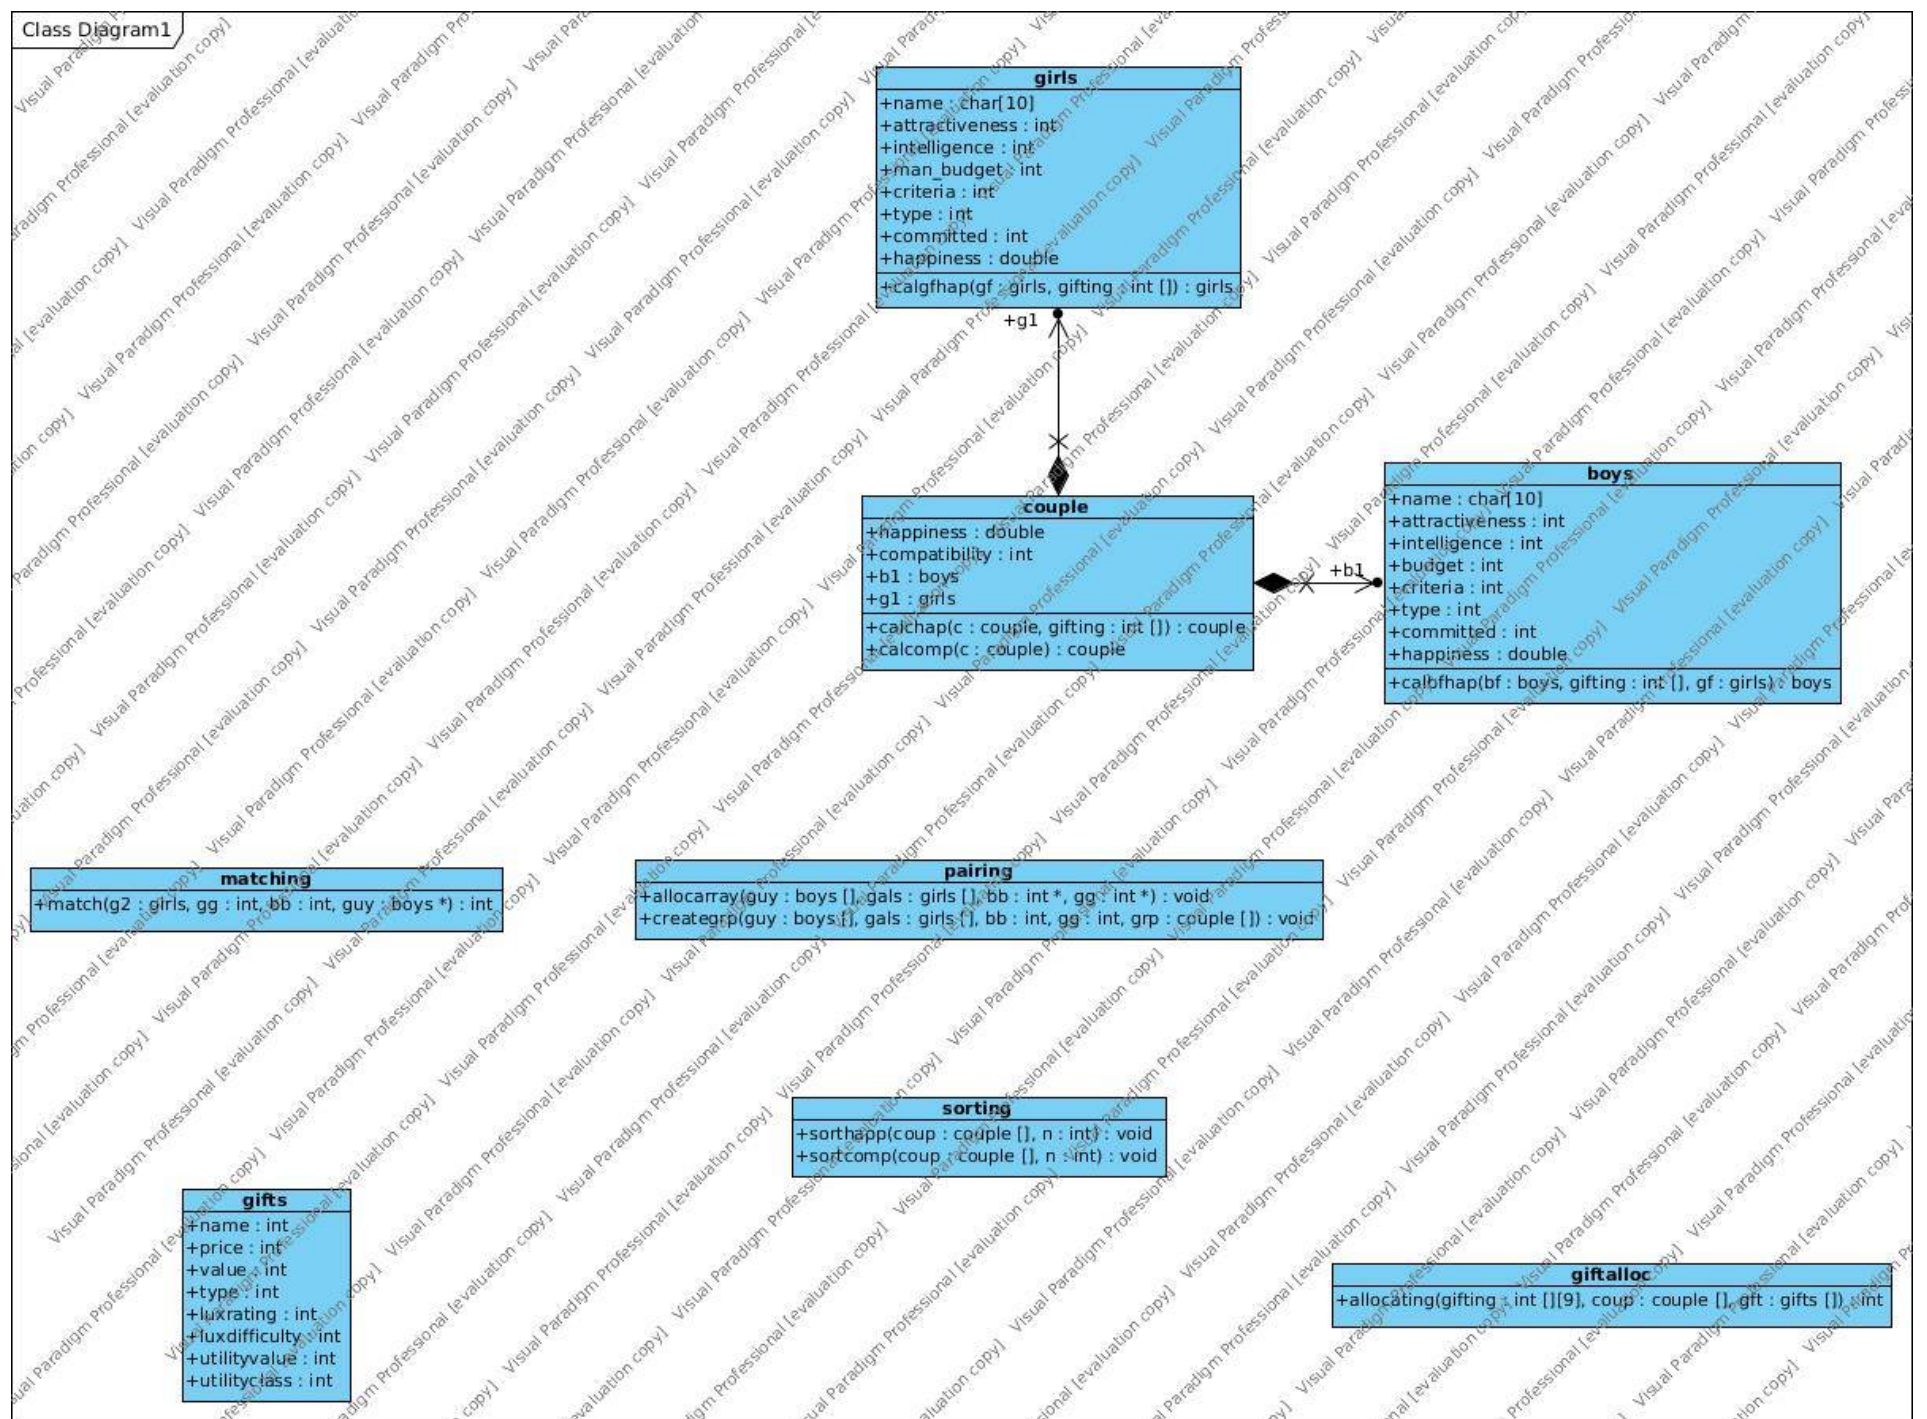 Class Diagram1
girls
+name : char[10]
+attractiveness : int
+intelligence : int
+man_budget : int
+criteria : int
+type : int
+committed : int
+happiness : double
+calgfhap(gf : girls, gifting : int []) : girls
+g1
couple
+happiness : double
+compatibility : int
+b1 : boys
+g1 : girls
+calchap(c : couple, gifting : int []) : couple
+calcomp(c : couple) : couple
+b1
boys
+name : char[10]
+attractiveness : int
+intelligence : int
+budget : int
+criteria : int
+type : int
+committed : int
+happiness : double
+calbfhap(bf : boys, gifting : int [], gf : girls) : boys
matching
+match(g2 : girls, gg : int, bb : int, guy : boys *) : int
pairing
+allocarray(guy : boys [], gals : girls [], bb : int *, gg : int *) : void
+creategrp(guy : boys [], gals : girls [], bb : int, gg : int, grp : couple []) : void
sorting
+sorthapp(coup : couple [], n : int) : void
+sortcomp(coup : couple [], n : int) : void
gifts
+name : int
+price : int
+value : int
+type : int
+luxrating : int
+luxdifficulty : int
+utilityvalue : int
+utilityclass : int
giftalloc
+allocating(gifting : int [][9], coup : couple [], gft : gifts []) : int
Visual Paradigm Professional [evaluation copy]